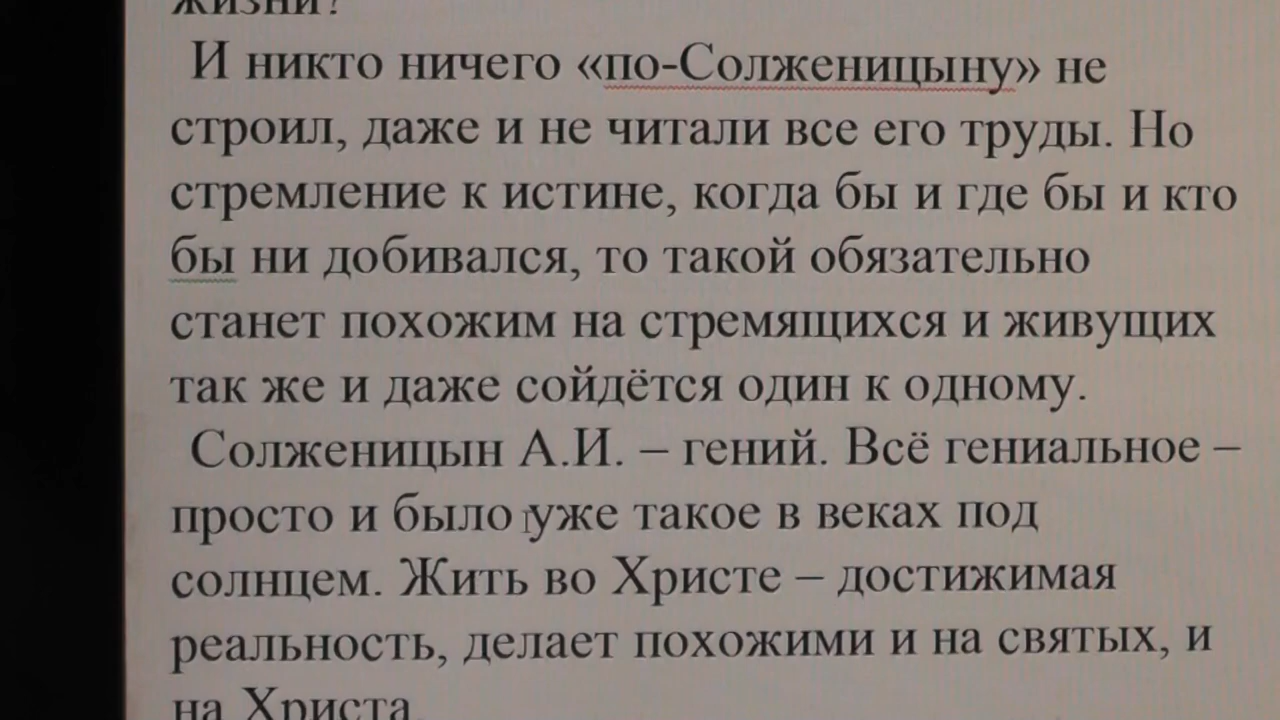 жизни?
И никто ничего «по-Солженицыну» не
строил, даже и не читали все его труды. Но
стремление к истине, когда бы и где бы и кто
бы ни добивался, то такой обязательно
станет похожим на стремящихся и живущих
так же и даже сойдётся один к одному.
Солженицын А.И. – гений. Всё гениальное –
просто и было уже такое в веках под
солнцем. Жить во Христе – достижимая
реальность, делает похожими и на святых, и
на Христа.